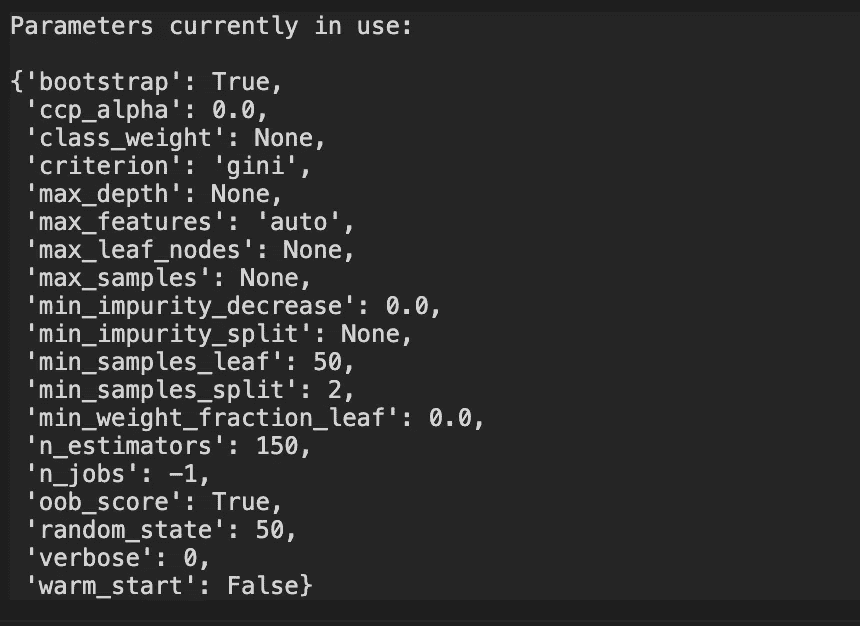 Parameters currently in use:
{'bootstrap': True,
'ccp_alpha': 0.0,
'class_weight': None,
'criterion': 'gini',
'max_depth': None,
'max_features': 'auto',
'max_leaf_nodes': None,
'max_samples': None,
'min_impurity_decrease': 0.0,
'min_impurity_split': None,
'min_samples_leaf': 50,
'min_samples_split': 2,
'min_weight_fraction_leaf': 0.0,
'n_estimators': 150,
'n_jobs': -1,
'oob_score': True,
'random_state': 50,
'verbose': 0,
'warm_start': False}